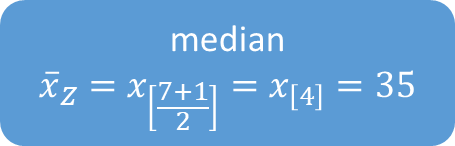 median
x̄_Z = x_[(7+1)/2] = x_[4] = 35